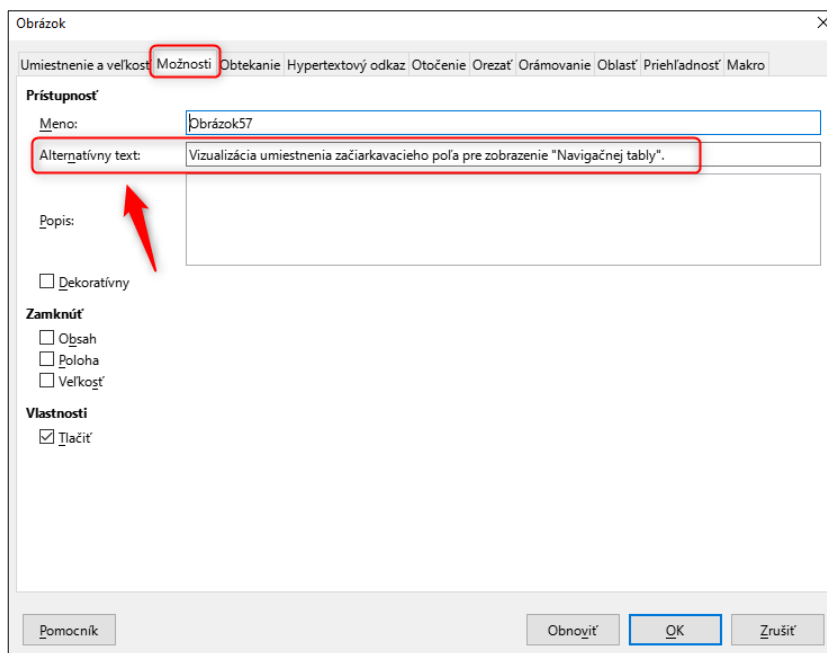 Obrázok
Umiestnenie a veľkosť Možnosti Obtekanie Hypertextový odkaz Otočenie Orezať Orámovanie Oblasť Priehľadnosť Makro
Prístupnosť
Meno: Obrázok57
Alternatívny text: Vizualizácia umiestnenia začiarkavacieho poľa pre zobrazenie "Navigačnej tably".
Popis:
Dekoratívny
Zamknúť
Obsah
Poloha
Veľkosť
Vlastnosti
Tlačiť
Pomocník Obnoviť OK Zrušiť